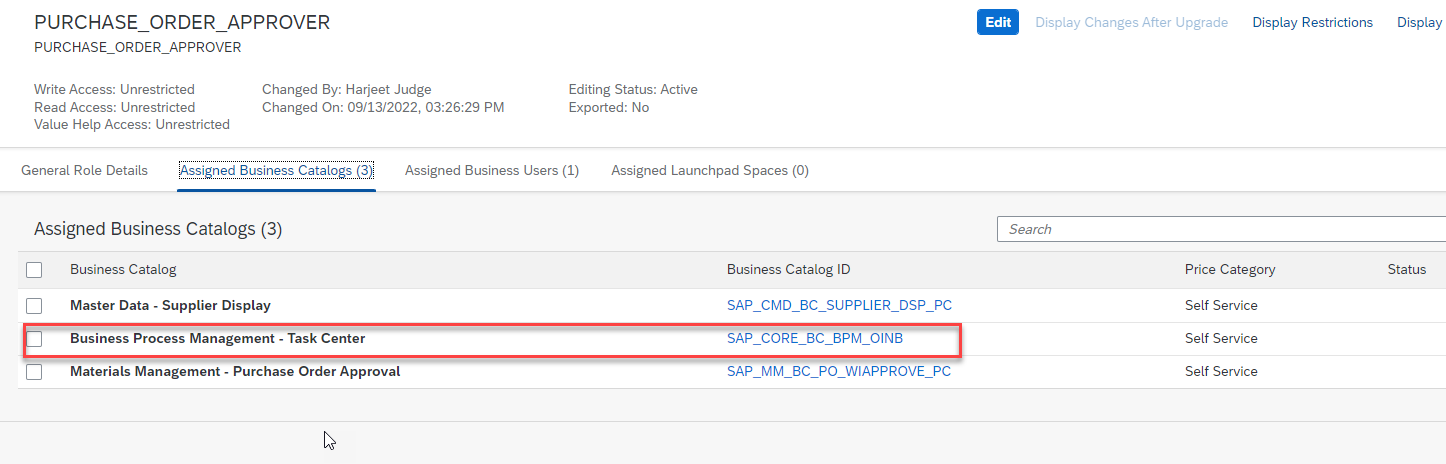 PURCHASE_ORDER_APPROVER
Edit
Display Changes After Upgrade
Display Restrictions
Display
PURCHASE_ORDER_APPROVER
Write Access: Unrestricted
Changed By: Harjeet Judge
Editing Status: Active
Read Access: Unrestricted
Changed On: 09/13/2022, 03:26:29 PM
Exported: No
Value Help Access: Unrestricted
General Role Details
Assigned Business Catalogs (3)
Assigned Business Users (1)
Assigned Launchpad Spaces (0)
Assigned Business Catalogs (3)
Search
Business Catalog
Business Catalog ID
Price Category
Status
Master Data - Supplier Display
SAP_CMD_BC_SUPPLIER_DSP_PC
Self Service
Business Process Management - Task Center
SAP_CORE_BC_BPM_OINB
Self Service
Materials Management - Purchase Order Approval
SAP_MM_BC_PO_WIAPPROVE_PC
Self Service